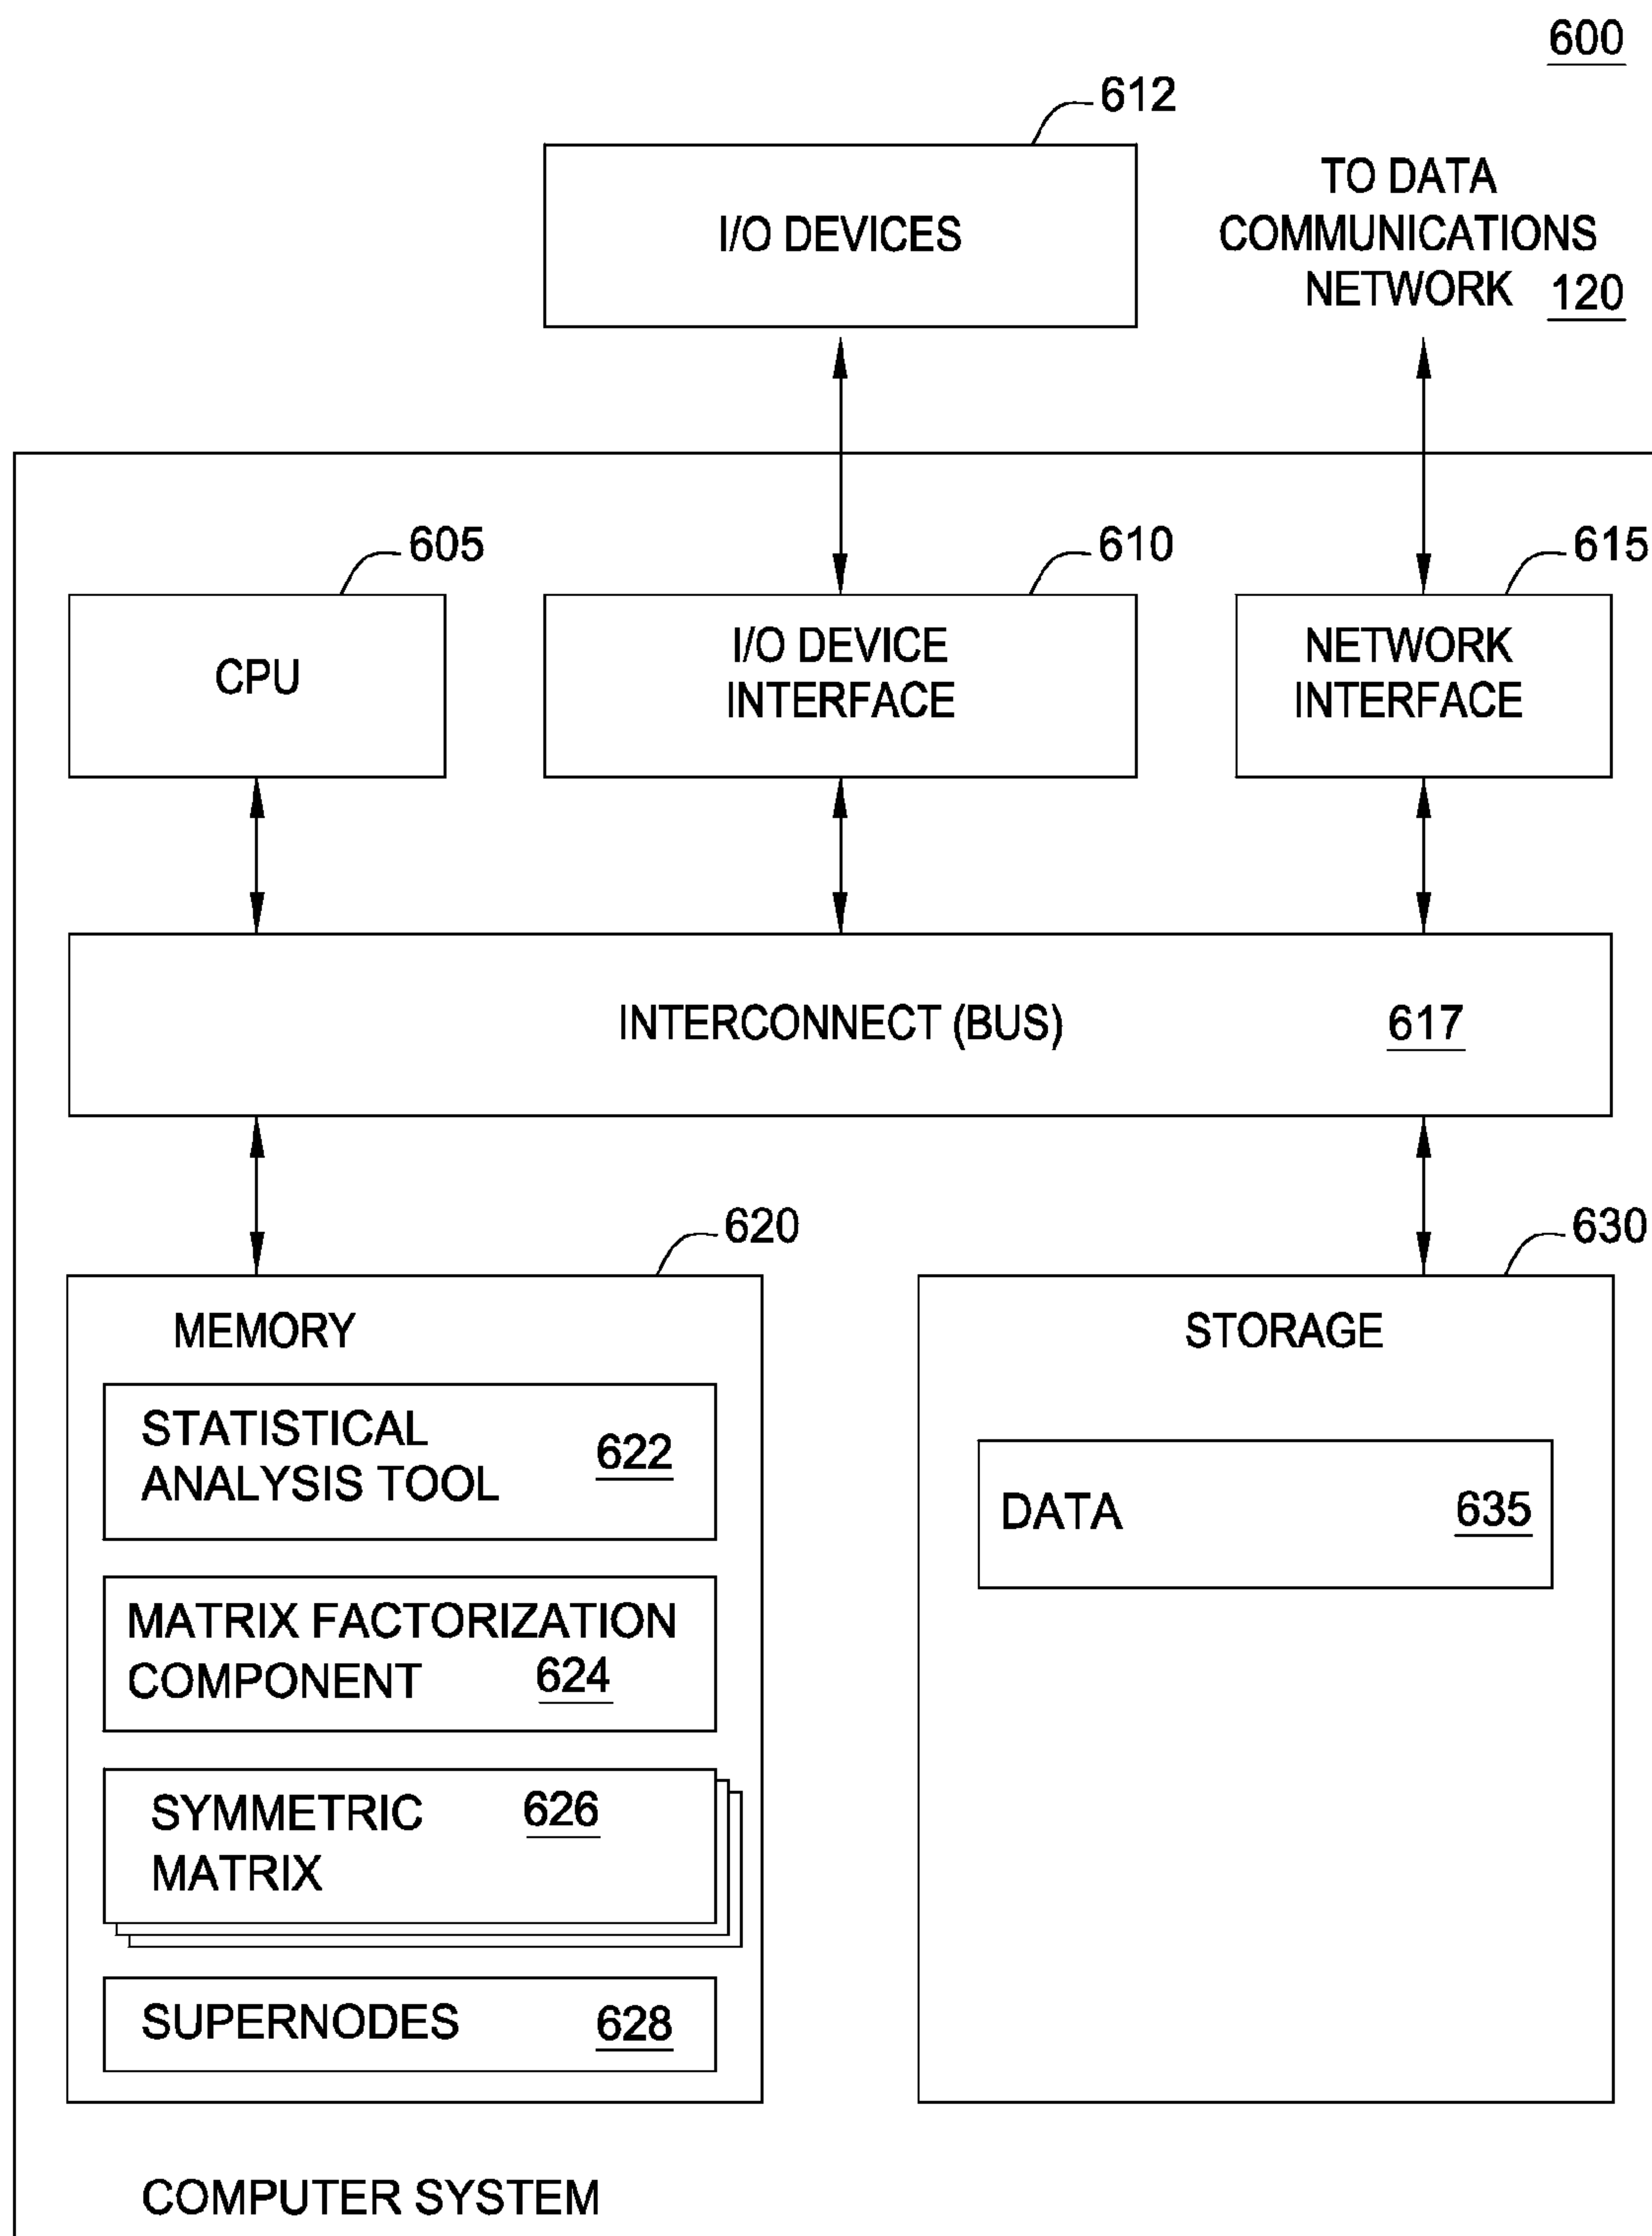 600
612
I/O DEVICES
TO DATA
COMMUNICATIONS
NETWORK 120
605
610
615
CPU
I/O DEVICE
INTERFACE
NETWORK
INTERFACE
INTERCONNECT (BUS) 617
620
630
MEMORY
STATISTICAL
ANALYSIS TOOL 622
MATRIX FACTORIZATION
COMPONENT 624
SYMMETRIC 626
MATRIX
SUPERNODES 628
STORAGE
DATA 635
COMPUTER SYSTEM